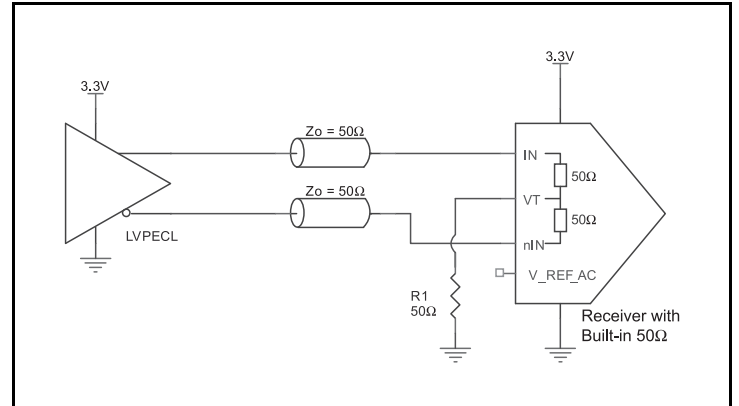 3.3V
3.3V
Zo = 50Ω
IN
50Ω
Zo = 50Ω
VT
50Ω
LVPECL
nIN
V_REF_AC
R1
50Ω
Receiver with
Built-in 50Ω